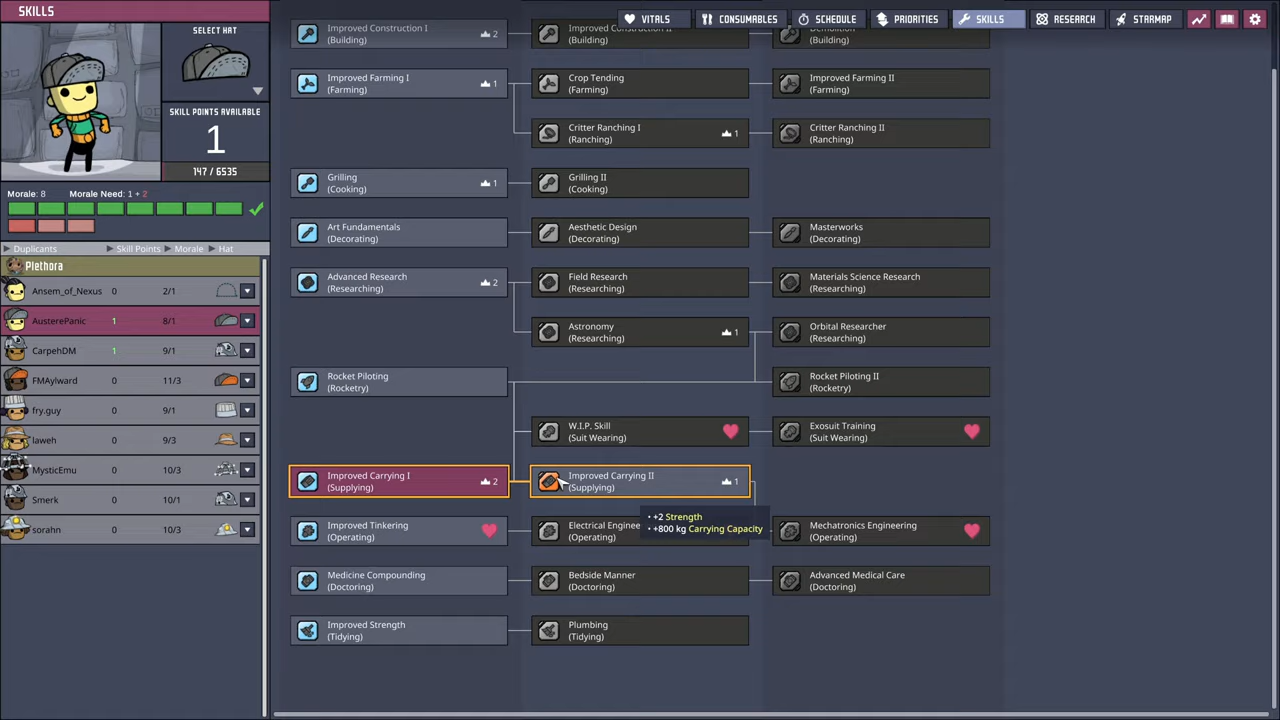 SKILLS
VITALS
CONSUMABLES
SCHEDULE
PRIORITIES
SKILLS
RESEARCH
STARMAP
SELECT HAT
SKILL POINTS AVAILABLE
1
147 / 6535
Morale: 8
Morale Need: 1 + 2
Duplicants
Skill Points
Morale
Hat
Plethora
Ansem_of_Nexus 0 2/1
AusterePanic 1 8/1
CarpehDM 1 9/1
FMAylward 0 11/3
fry.guy 0 9/1
laweh 0 9/3
MysticEmu 0 10/3
Smerk 0 10/1
sorahn 0 10/3
Improved Construction I
(Building)
2
Improved Construction II
(Building)
Demolition
(Building)
Improved Farming I
(Farming)
1
Crop Tending
(Farming)
Improved Farming II
(Farming)
Critter Ranching I
(Ranching)
1
Critter Ranching II
(Ranching)
Grilling
(Cooking)
1
Grilling II
(Cooking)
Art Fundamentals
(Decorating)
Aesthetic Design
(Decorating)
Masterworks
(Decorating)
Advanced Research
(Researching)
2
Field Research
(Researching)
Materials Science Research
(Researching)
Astronomy
(Researching)
1
Orbital Researcher
(Researching)
Rocket Piloting
(Rocketry)
Rocket Piloting II
(Rocketry)
W.I.P. Skill
(Suit Wearing)
Exosuit Training
(Suit Wearing)
Improved Carrying I
(Supplying)
2
Improved Carrying II
(Supplying)
1
• +2 Strength
• +800 kg Carrying Capacity
Improved Tinkering
(Operating)
Electrical Enginee
(Operating)
Mechatronics Engineering
(Operating)
Medicine Compounding
(Doctoring)
Bedside Manner
(Doctoring)
Advanced Medical Care
(Doctoring)
Improved Strength
(Tidying)
Plumbing
(Tidying)